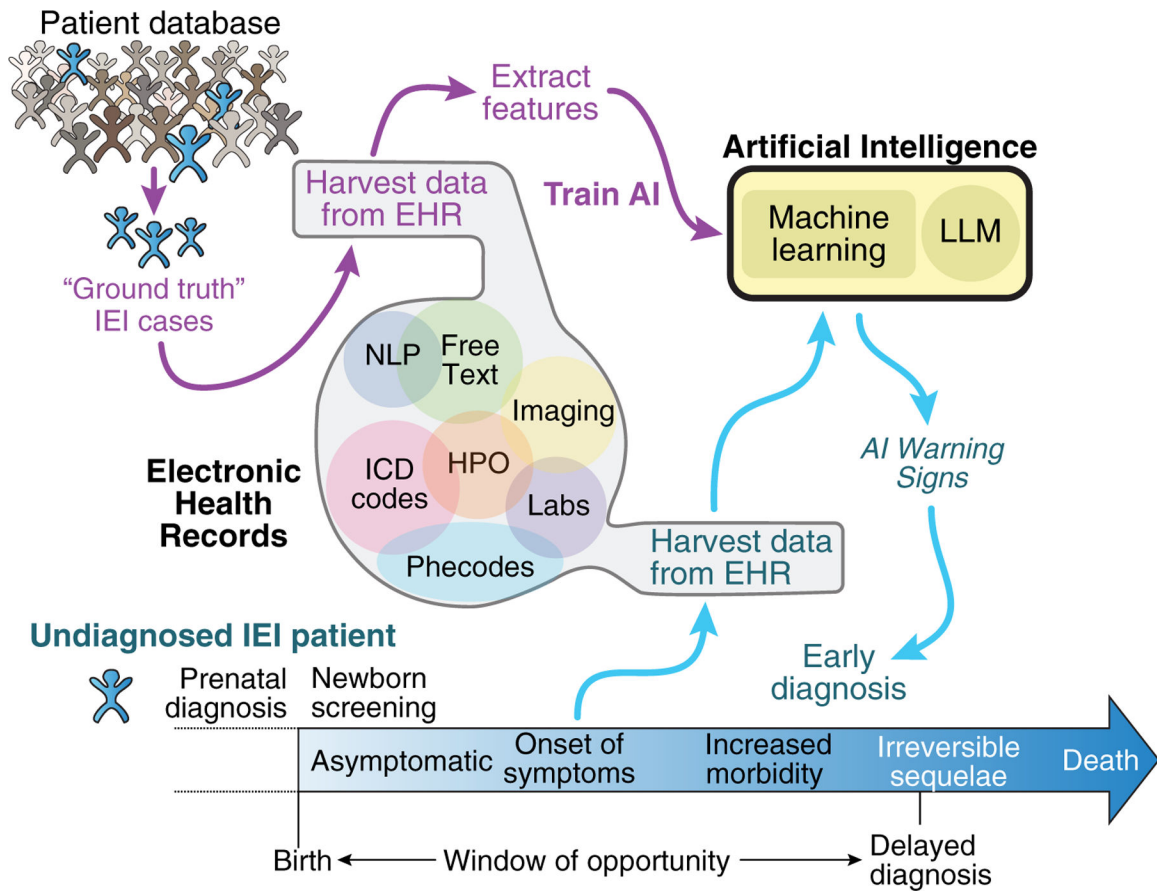 Patient database
Extract
features
Artificial Intelligence
Harvest data
from EHR
Train AI
Machine
learning
LLM
“Ground truth”
IEI cases
NLP
Free
Text
Imaging
ICD
codes
HPO
Labs
Phecodes
Electronic
Health
Records
AI Warning
Signs
Harvest data
from EHR
Undiagnosed IEI patient
Early
diagnosis
Prenatal
diagnosis
Newborn
screening
Asymptomatic
Onset of
symptoms
Increased
morbidity
Irreversible
sequelae
Death
Birth
Window of opportunity
Delayed
diagnosis